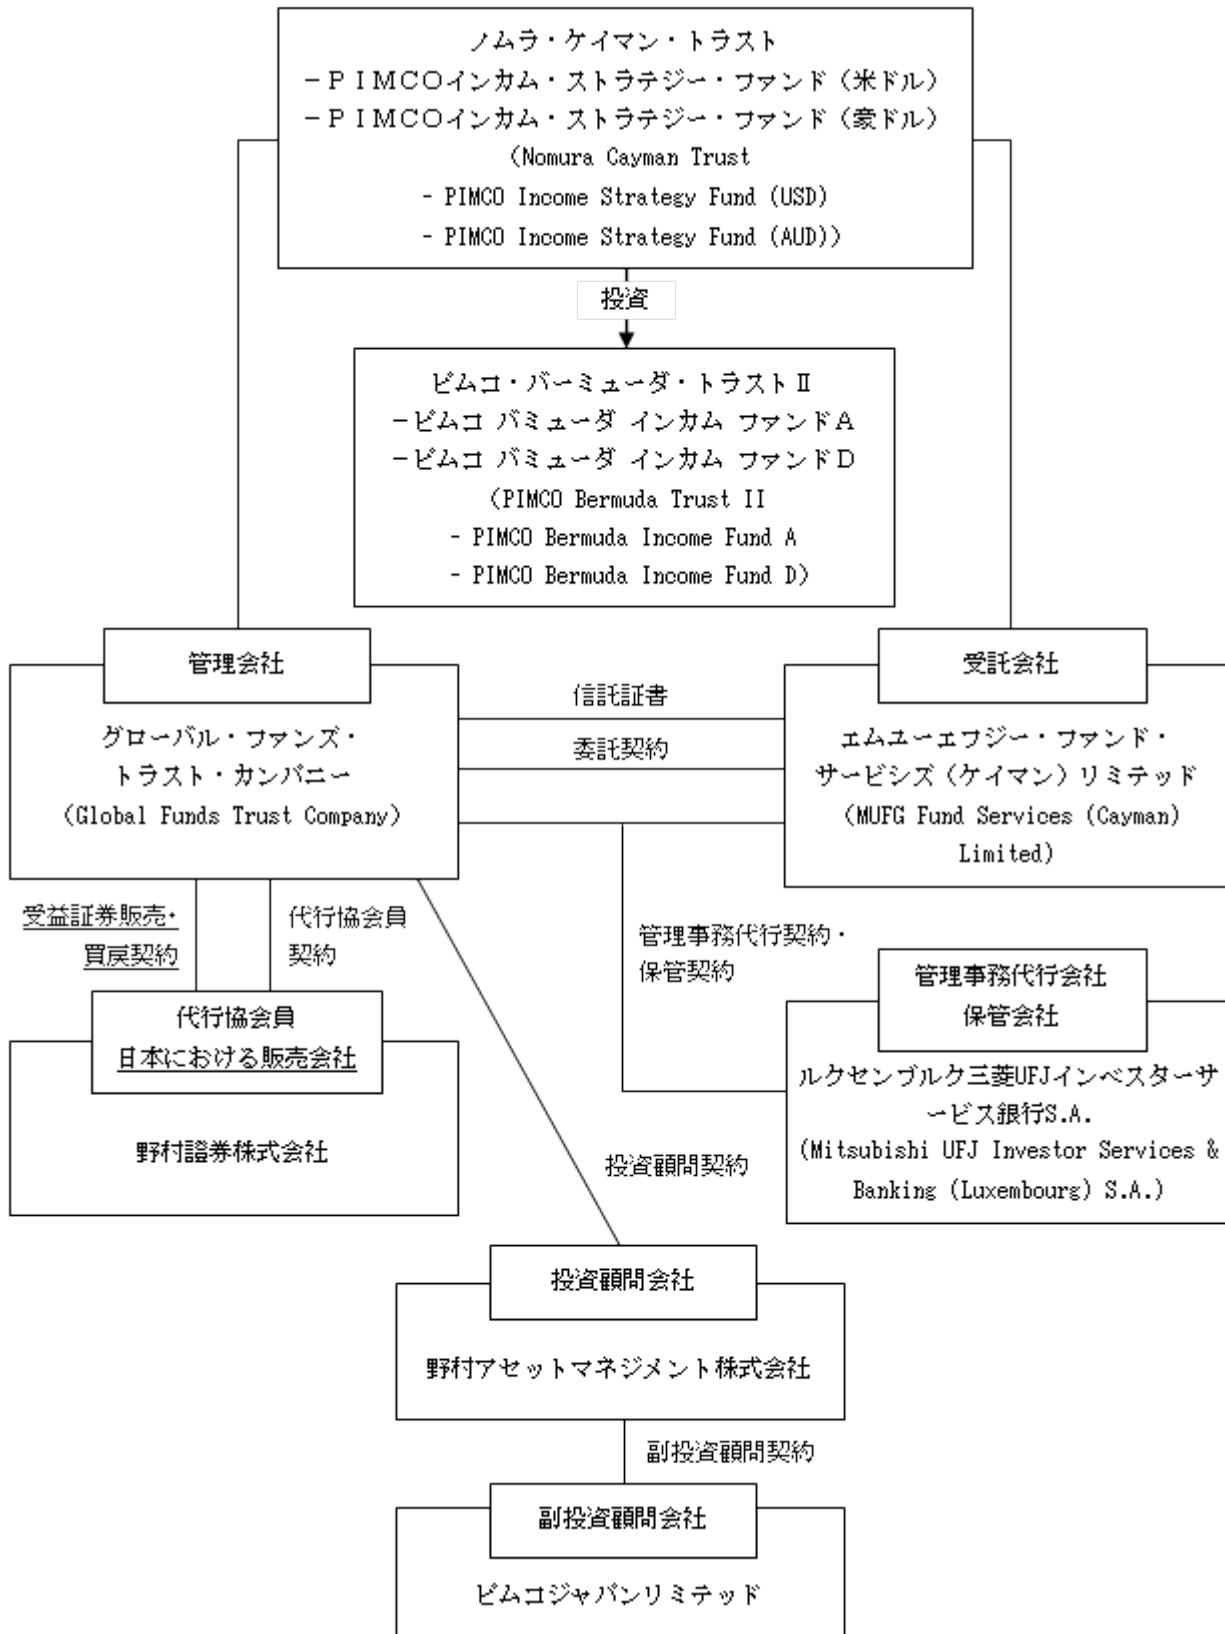 ノムラ・ケイマン・トラスト
－ＰＩＭＣＯインカム・ストラテジー・ファンド（米ドル）
－ＰＩＭＣＯインカム・ストラテジー・ファンド（豪ドル）
(Nomura Cayman Trust
- PIMCO Income Strategy Fund (USD)
- PIMCO Income Strategy Fund (AUD))
投資
ピムコ・バーミューダ・トラストⅡ
－ピムコ バミューダ インカム ファンドＡ
－ピムコ バミューダ インカム ファンドＤ
(PIMCO Bermuda Trust II
- PIMCO Bermuda Income Fund A
- PIMCO Bermuda Income Fund D)
管理会社
グローバル・ファンズ・
トラスト・カンパニー
(Global Funds Trust Company)
信託証書
委託契約
受託会社
エムユーエフジー・ファンド・
サービシズ（ケイマン）リミテッド
(MUFG Fund Services (Cayman)
Limited)
受益証券販売・
買戻契約
代行協会員
契約
管理事務代行契約・
保管契約
管理事務代行会社
保管会社
ルクセンブルク三菱UFJインベスターサ
ービス銀行S.A.
(Mitsubishi UFJ Investor Services &
Banking (Luxembourg) S.A.)
代行協会員
日本における販売会社
野村證券株式会社
投資顧問契約
投資顧問会社
野村アセットマネジメント株式会社
副投資顧問契約
副投資顧問会社
ピムコジャパンリミテッド